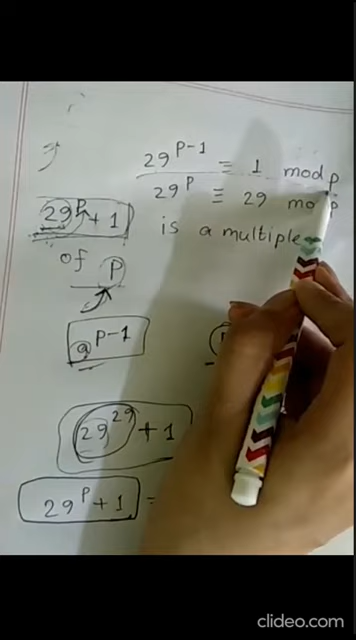 29^(P-1) ≡ 1 mod p
29^P ≡ 29 mo p
29^P + 1
is a multiple
of P
a^(P-1)
29^29 + 1
29^P + 1 =
clideo.com